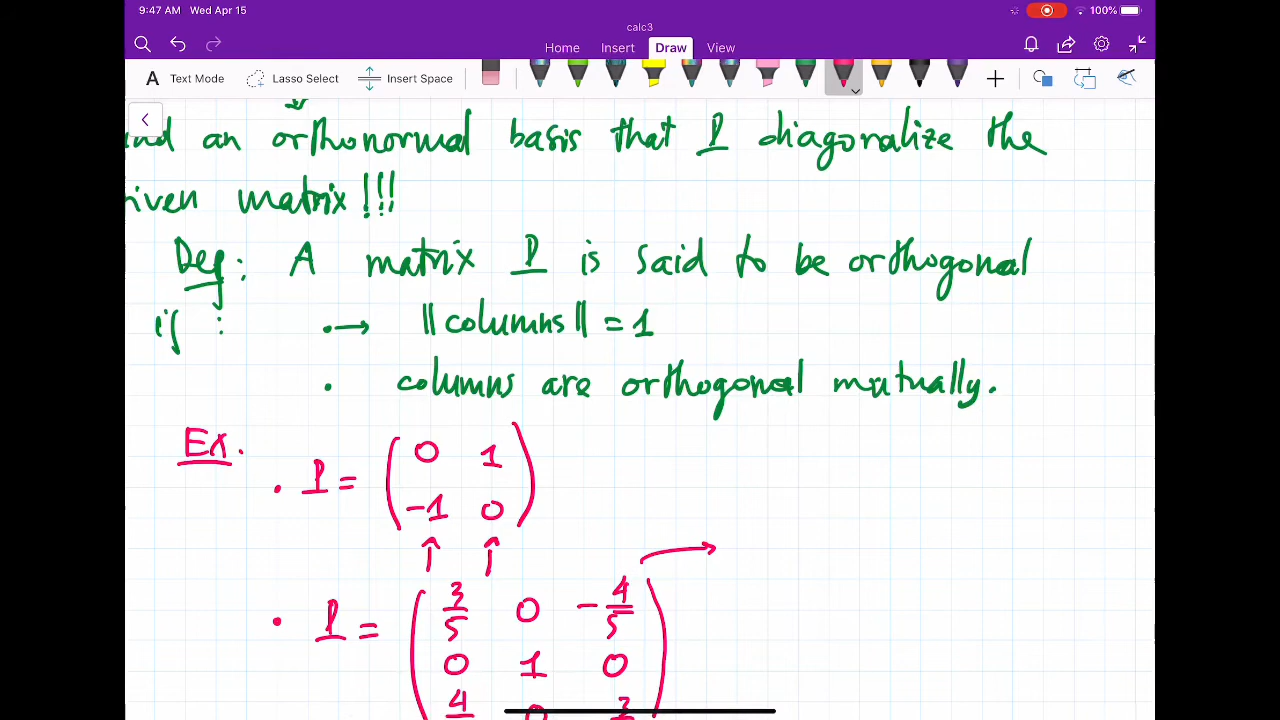 9:47 AM Wed Apr 15
100%
calc3
Home Insert Draw View
A Text Mode Lasso Select Insert Space
nd an orthonormal basis that P diagonalize the
iven matrix!!!
Def: A matrix P is said to be orthogonal
if : .→ ||columns|| = 1
. columns are orthogonal mutually.
Ex.
. P = ( 0 1
-1 0 )
. P = ( 3/5 0 -4/5
0 1 0
4 0 3